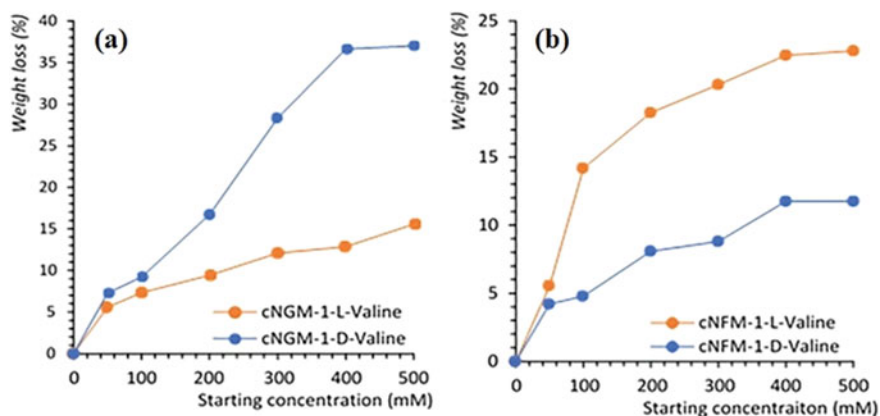 (a)
Weight loss (%)
40
35
30
25
20
15
10
5
0
cNGM-1-L-Valine
cNGM-1-D-Valine
0 100 200 300 400 500
Starting concentration (mM)
(b)
Weight loss (%)
25
20
15
10
5
0
cNFM-1-L-Valine
cNFM-1-D-Valine
0 100 200 300 400 500
Starting concentraiton (mM)